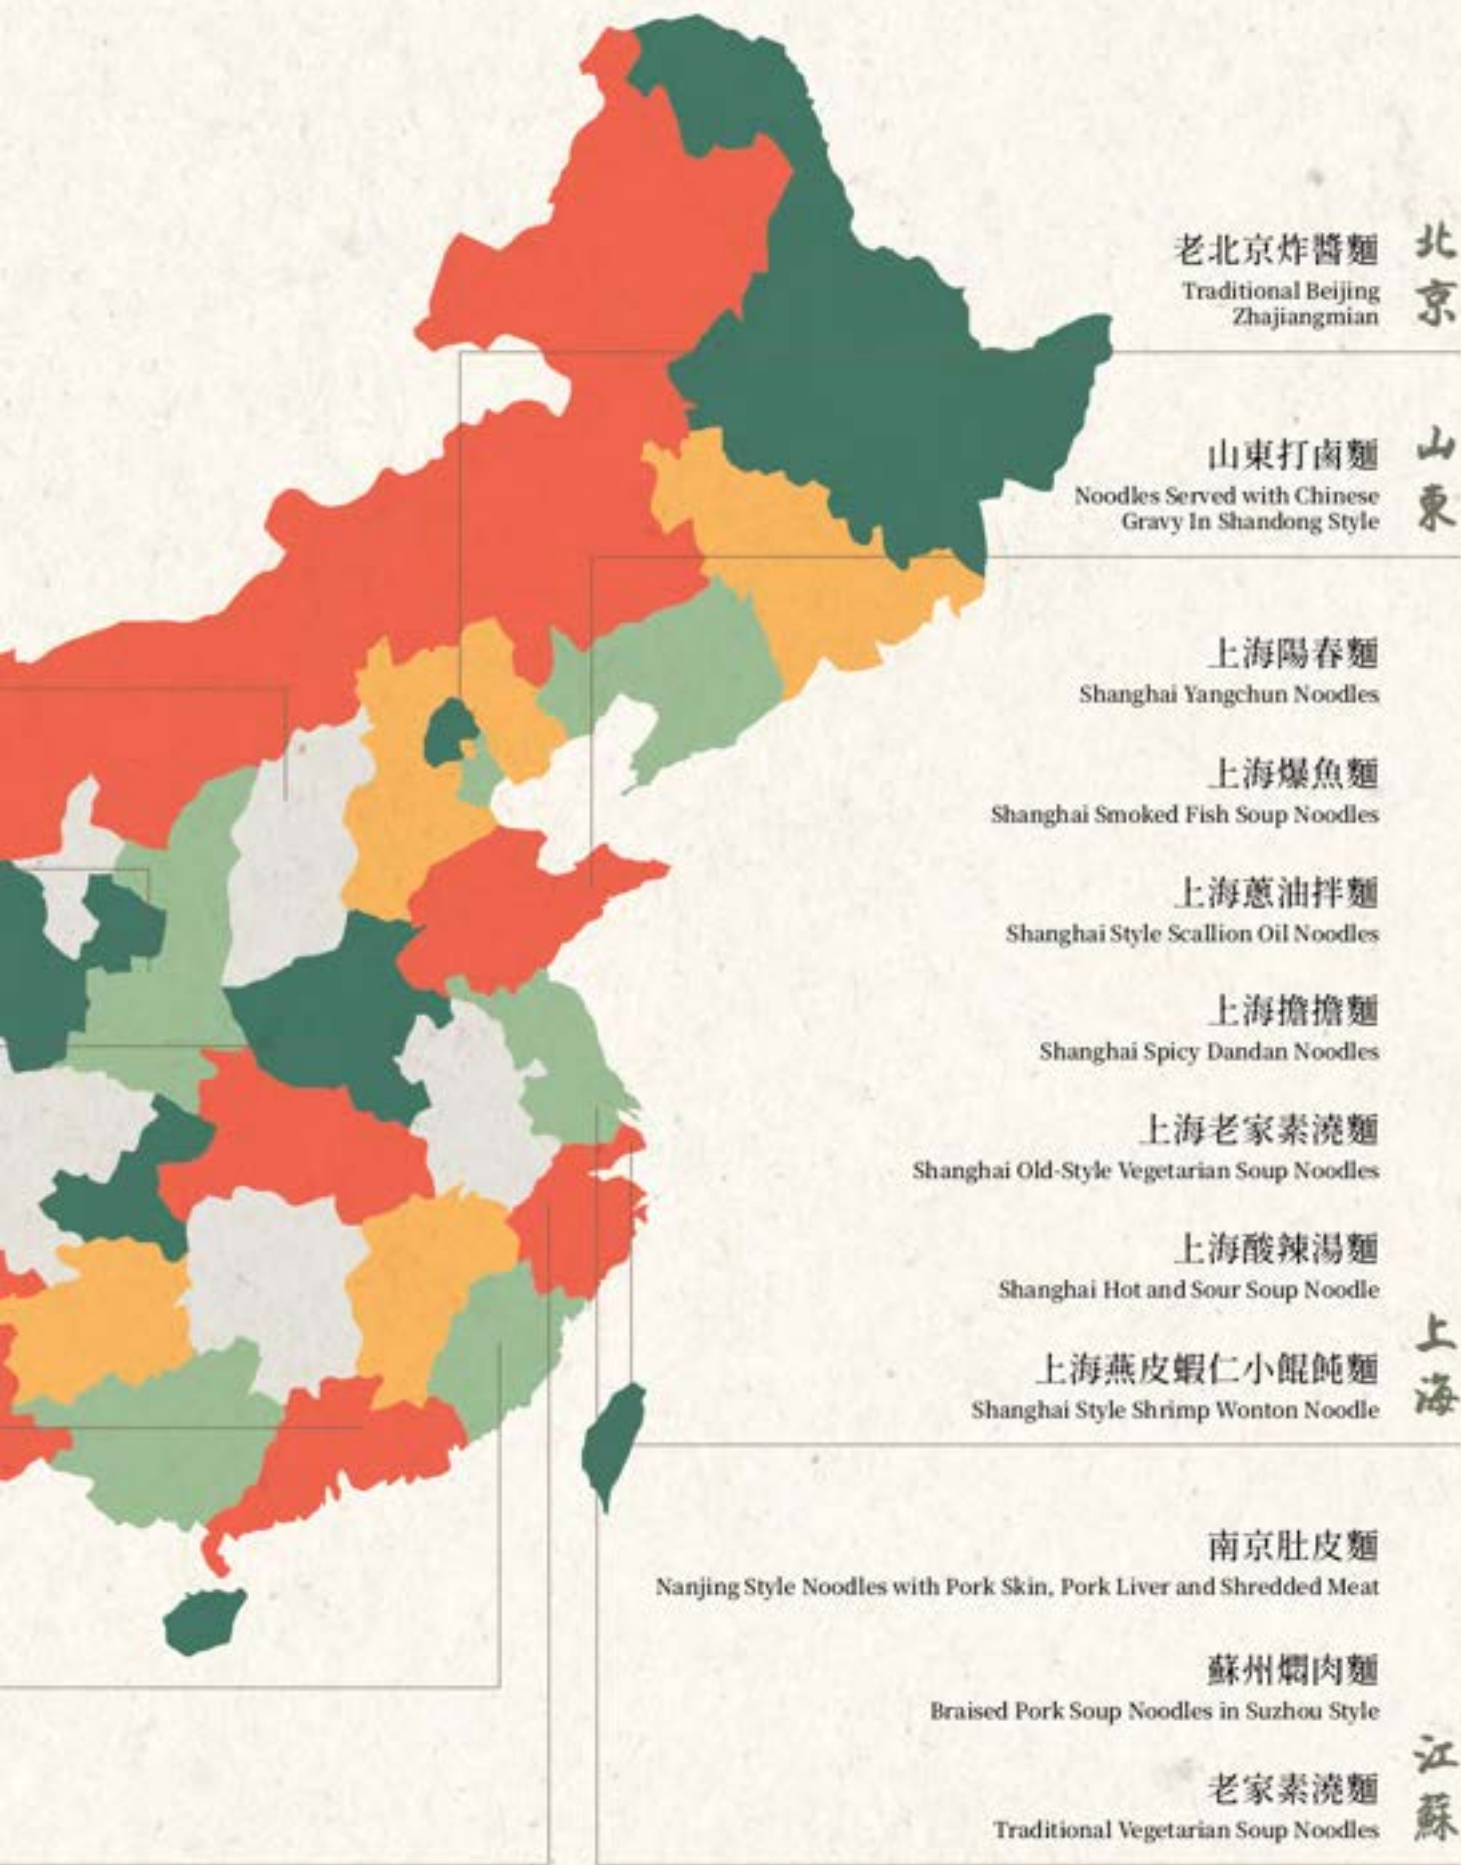 北京
老北京炸醬麵
Traditional Beijing
Zhajiangmian
山東
山東打鹵麵
Noodles Served with Chinese
Gravy In Shandong Style
上海陽春麵
Shanghai Yangchun Noodles
上海爆魚麵
Shanghai Smoked Fish Soup Noodles
上海蔥油拌麵
Shanghai Style Scallion Oil Noodles
上海擔擔麵
Shanghai Spicy Dandan Noodles
上海老家素澆麵
Shanghai Old-Style Vegetarian Soup Noodles
上海酸辣湯麵
Shanghai Hot and Sour Soup Noodle
上海
上海燕皮蝦仁小餛飩麵
Shanghai Style Shrimp Wonton Noodle
南京肚皮麵
Nanjing Style Noodles with Pork Skin, Pork Liver and Shredded Meat
蘇州燜肉麵
Braised Pork Soup Noodles in Suzhou Style
江蘇
老家素澆麵
Traditional Vegetarian Soup Noodles